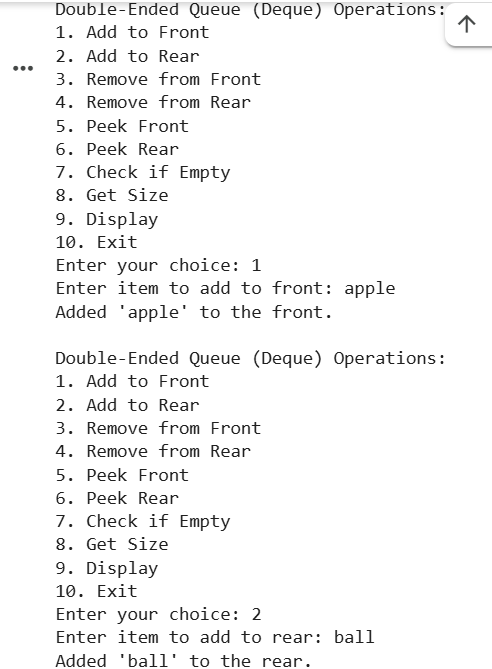 Double-Ended Queue (Deque) Operations:
1. Add to Front
2. Add to Rear
3. Remove from Front
4. Remove from Rear
5. Peek Front
6. Peek Rear
7. Check if Empty
8. Get Size
9. Display
10. Exit
Enter your choice: 1
Enter item to add to front: apple
Added 'apple' to the front.

Double-Ended Queue (Deque) Operations:
1. Add to Front
2. Add to Rear
3. Remove from Front
4. Remove from Rear
5. Peek Front
6. Peek Rear
7. Check if Empty
8. Get Size
9. Display
10. Exit
Enter your choice: 2
Enter item to add to rear: ball
Added 'ball' to the rear.